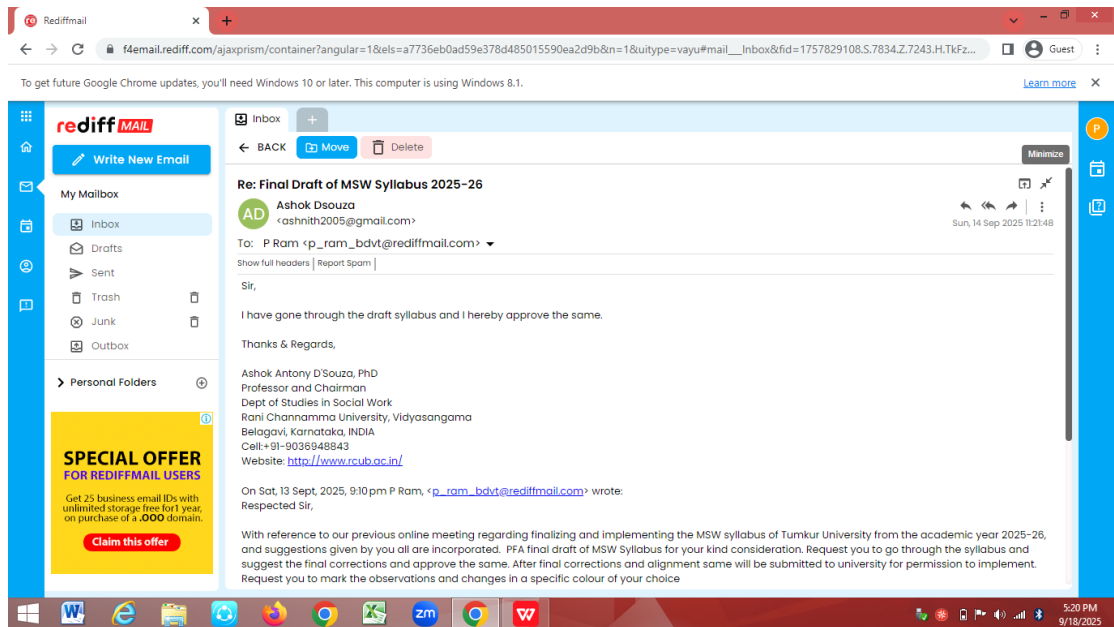 Rediffmail
f4email.rediff.com/ajaxprism/container?angular=1&els=a7736eb0ad59e378d485015590ea2d9b&n=1&uitype=vayu#mail___Inbox&fid=1757829108.S.7834.Z.7243.H.TkFz...
Guest
To get future Google Chrome updates, you'll need Windows 10 or later. This computer is using Windows 8.1.
Learn more
rediff MAIL
Write New Email
My Mailbox
Inbox
Drafts
Sent
Trash
Junk
Outbox
Personal Folders
SPECIAL OFFER
FOR REDIFFMAIL USERS
Get 25 business email IDs with
unlimited storage free for1 year,
on purchase of a .OOO domain.
Claim this offer
Inbox
BACK
Move
Delete
Minimize
P
Re: Final Draft of MSW Syllabus 2025-26
AD
Ashok Dsouza
<ashnith2005@gmail.com>
Sun, 14 Sep 2025 11:21:48
To: P Ram <p_ram_bdvt@rediffmail.com>
Show full headers | Report Spam |
Sir,
I have gone through the draft syllabus and I hereby approve the same.
Thanks & Regards,
Ashok Antony D'Souza, PhD
Professor and Chairman
Dept of Studies in Social Work
Rani Channamma University, Vidyasangama
Belagavi, Karnataka, INDIA
Cell:+91-9036948843
Website: http://www.rcub.ac.in/
On Sat, 13 Sept, 2025, 9:10 pm P Ram, <p_ram_bdvt@rediffmail.com> wrote:
Respected Sir,
With reference to our previous online meeting regarding finalizing and implementing the MSW syllabus of Tumkur University from the academic year 2025-26,
and suggestions given by you all are incorporated. PFA final draft of MSW Syllabus for your kind consideration. Request you to go through the syllabus and
suggest the final corrections and approve the same. After final corrections and alignment same will be submitted to university for permission to implement.
Request you to mark the observations and changes in a specific colour of your choice
zm
5:20 PM
9/18/2025